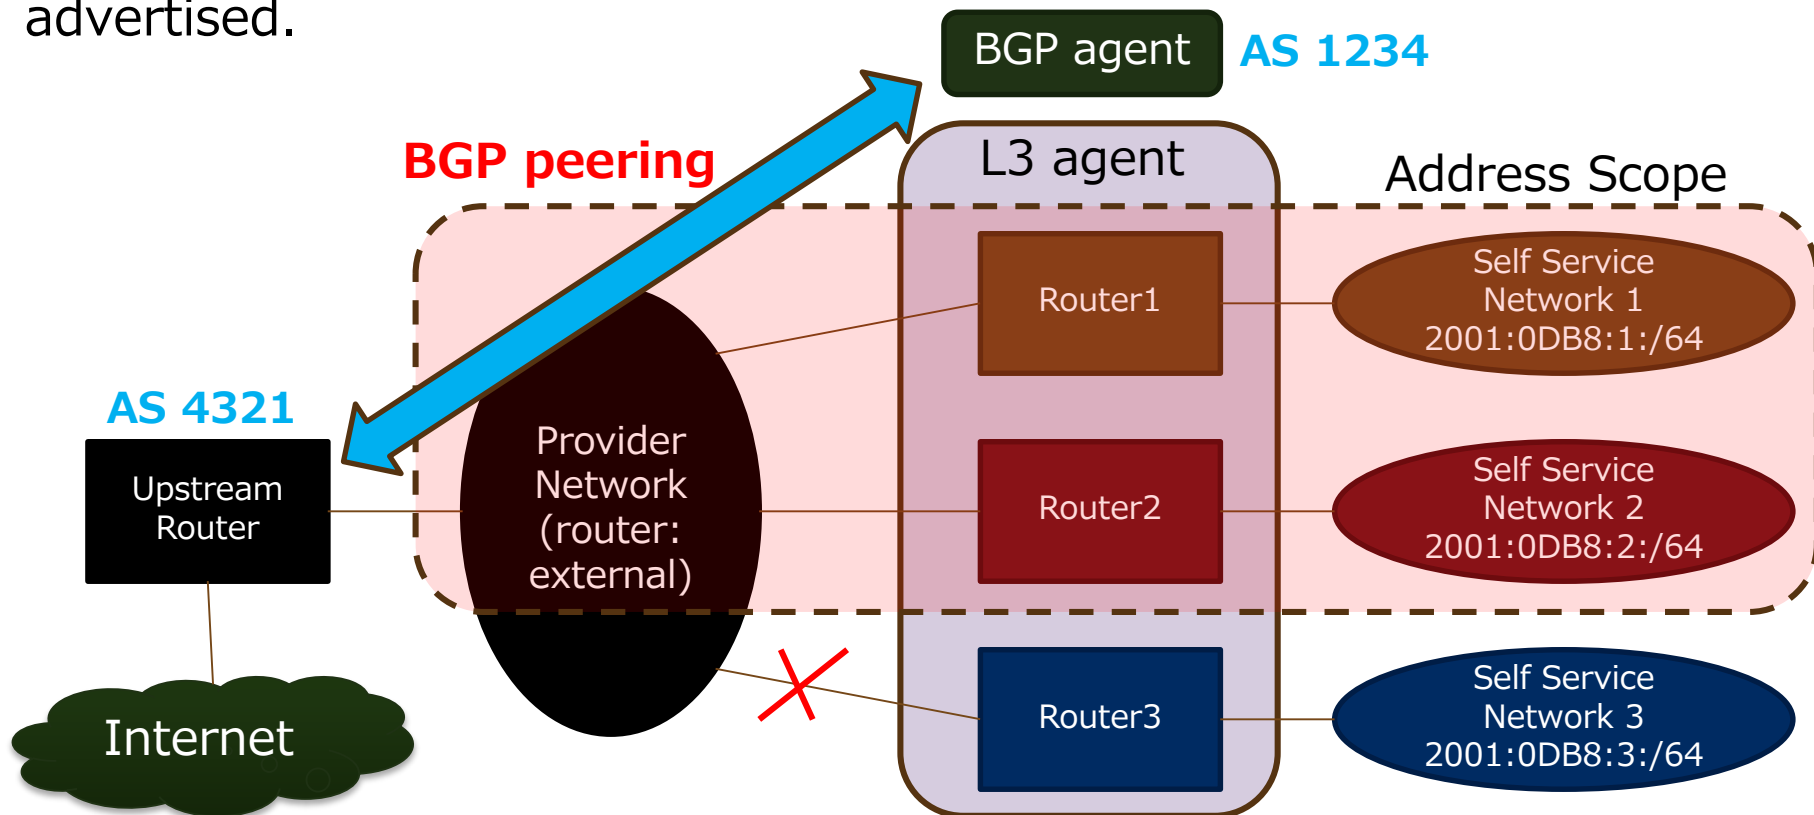 advertised.
BGP agent
AS 1234
BGP peering
L3 agent
Address Scope
Router1
Self Service
Network 1
2001:0DB8:1:/64
AS 4321
Upstream
Router
Provider
Network
(router:
external)
Router2
Self Service
Network 2
2001:0DB8:2:/64
Internet
Router3
Self Service
Network 3
2001:0DB8:3:/64